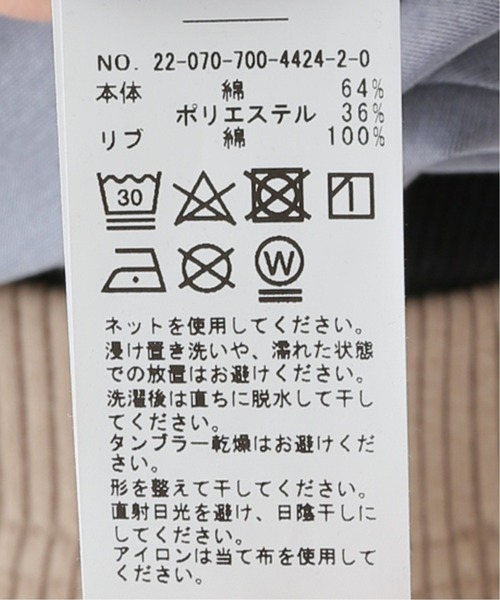 NO. 22-070-700-4424-2-0
本体 綿 64%
ポリエステル 36%
リブ 綿 100%
30
W
ネットを使用してください。
浸け置き洗いや、濡れた状態
での放置はお避けください。
洗濯後は直ちに脱水して干し
てください。
タンブラー乾燥はお避けくだ
さい。
形を整えて干してください。
直射日光を避け、日陰干しに
してください。
アイロンは当て布を使用して
ください。